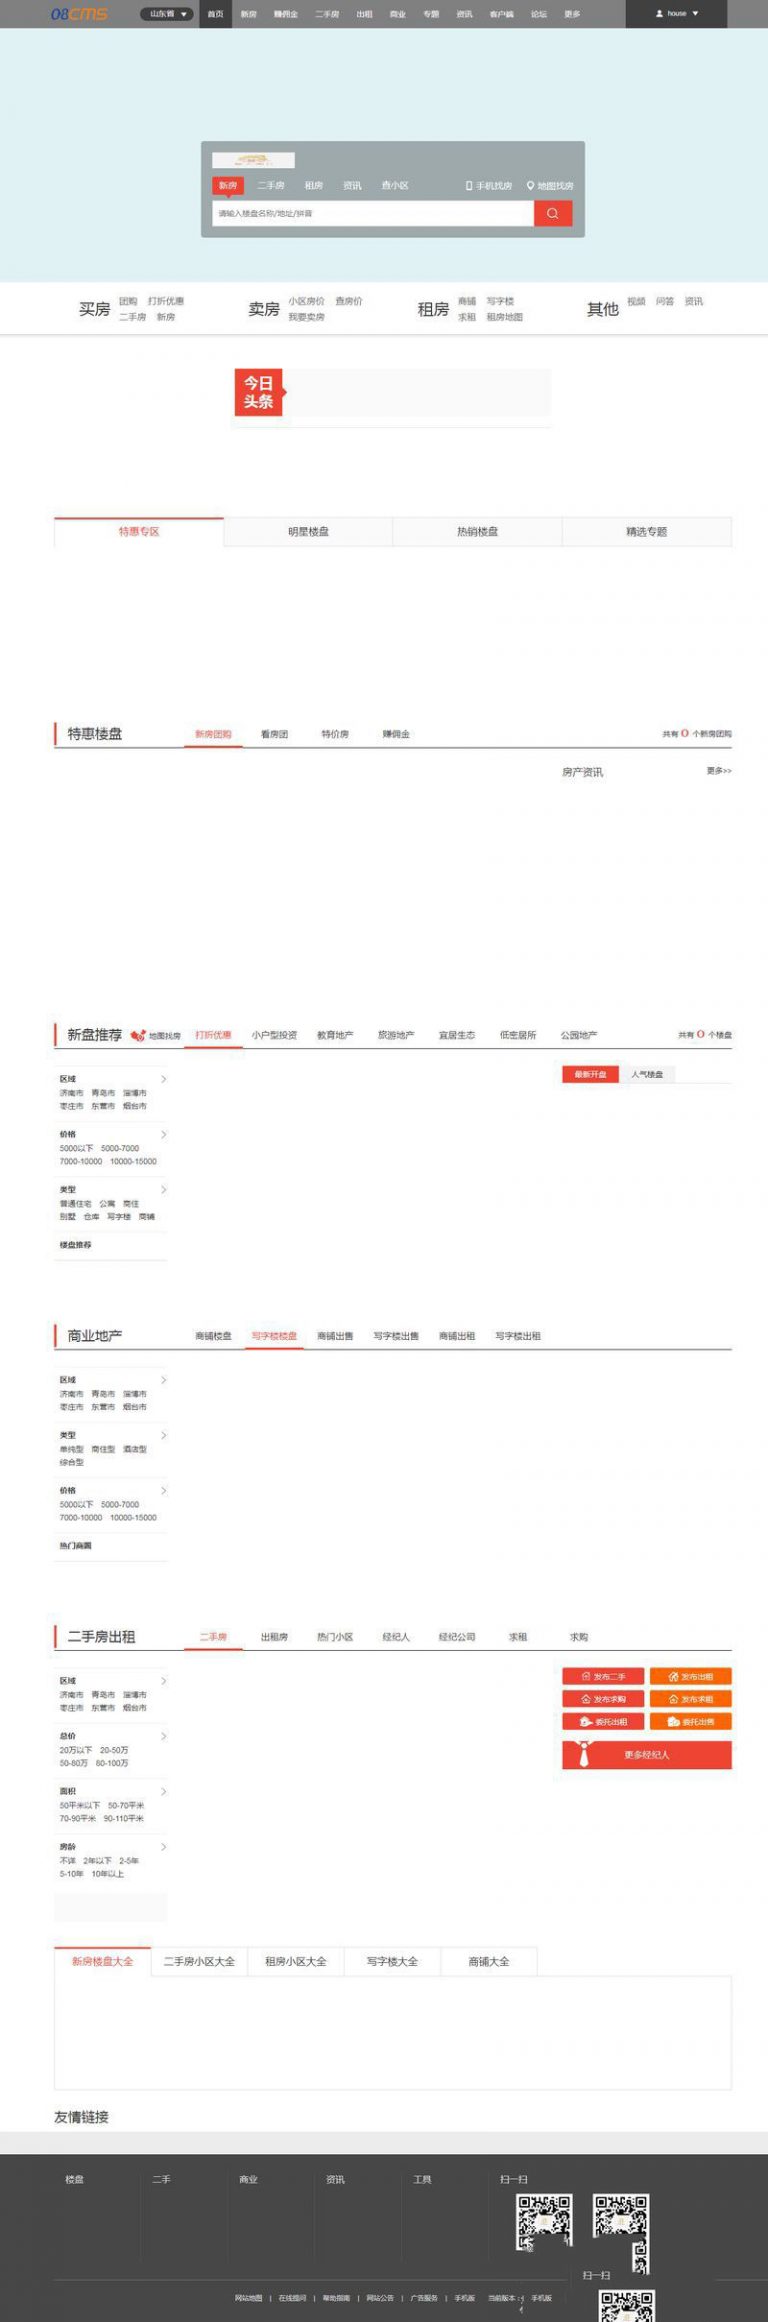 08CMS 山东省 首页 新房 赚佣金 二手房 出租 商业 专题 资讯 客户端 论坛 更多 house
新房 二手房 租房 资讯 查小区 手机找房 地图找房
请输入楼盘名称/地址/拼音
买房 团购 打折优惠 卖房 小区房价 查房价 租房 商铺 写字楼 其他 视频 问答 资讯
二手房 新房 我要卖房 求租 租房地图
今日
头条
特惠专区 明星楼盘 热销楼盘 精选专题
特惠楼盘 新房团购 看房团 特价房 赚佣金 共有 0 个新房团购
房产资讯 更多>>
新盘推荐 地图找房 打折优惠 小户型投资 教育地产 旅游地产 宜居生态 低密居所 公园地产 共有 0 个楼盘
区域 最新开盘 人气楼盘
济南市 青岛市 淄博市
枣庄市 东营市 烟台市
价格
5000以下 5000-7000
7000-10000 10000-15000
类型
普通住宅 公寓 商住
别墅 仓库 写字楼 商铺
楼盘推荐
商业地产 商铺楼盘 写字楼楼盘 商铺出售 写字楼出售 商铺出租 写字楼出租
区域
济南市 青岛市 淄博市
枣庄市 东营市 烟台市
类型
单纯型 商住型 酒店型
综合型
价格
5000以下 5000-7000
7000-10000 10000-15000
热门商圈
二手房出租 二手房 出租房 热门小区 经纪人 经纪公司 求租 求购
区域 发布二手 发布出租
济南市 青岛市 淄博市
枣庄市 东营市 烟台市 发布求购 发布求租
委托出租 委托出售
总价
20万以下 20-50万 更多经纪人
50-80万 80-100万
面积
50平米以下 50-70平米
70-90平米 90-110平米
房龄
不详 2年以下 2-5年
5-10年 10年以上
新房楼盘大全 二手房小区大全 租房小区大全 写字楼大全 商铺大全
友情链接
楼盘 二手 商业 资讯 工具 扫一扫
扫一扫
网站地图 | 在线提问 | 帮助指南 | 网站公告 | 广告服务 | 手机版 当前版本: 手机版